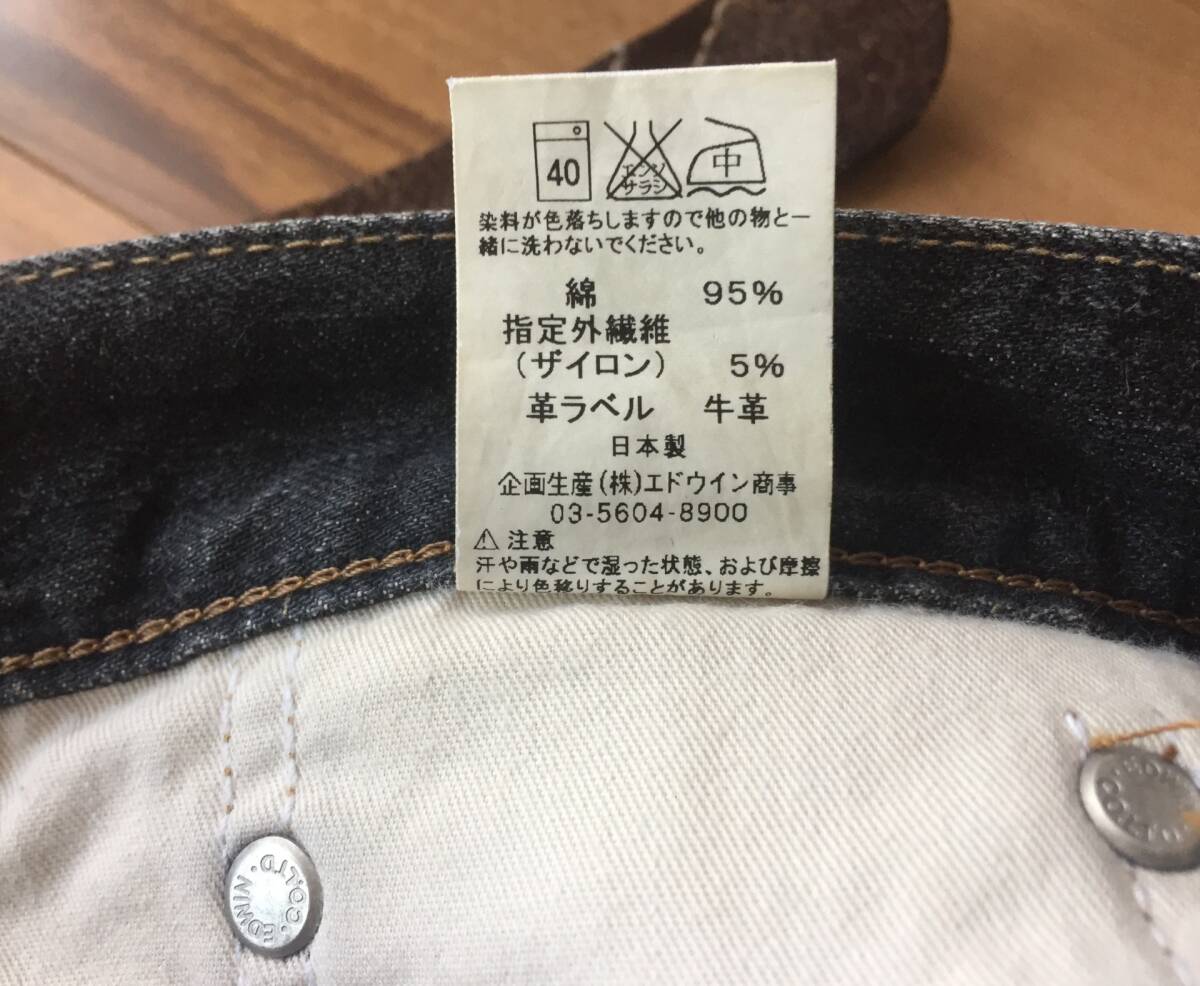 40
エンソ
サラシ
中
染料が色落ちしますので他の物と一
緒に洗わないでください。
綿 95%
指定外繊維
(ザイロン) 5%
革ラベル 牛革
日本製
企画生産(株)エドウイン商事
03-5604-8900
⚠ 注意
汗や雨などで湿った状態、および摩擦
により色移りすることがあります。
EDWIN CO.LTD.